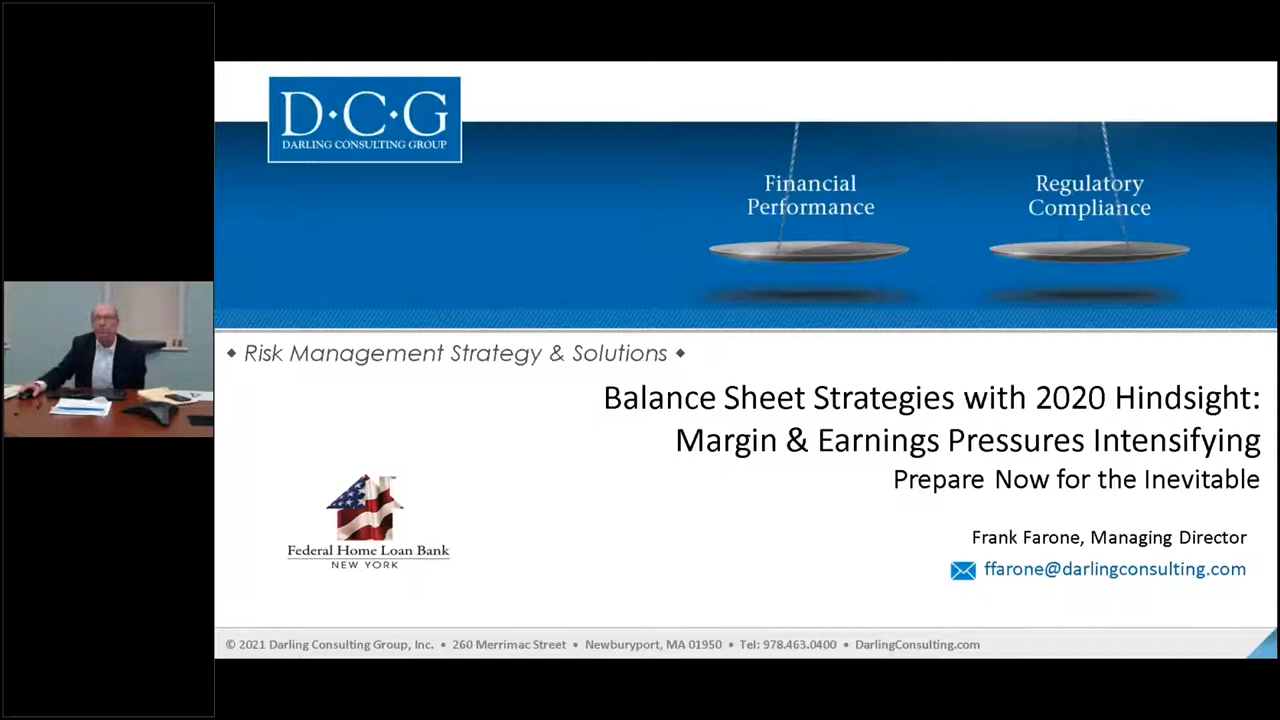 D·C·G
DARLING CONSULTING GROUP
Financial
Performance
Regulatory
Compliance
◆ Risk Management Strategy & Solutions ◆
Balance Sheet Strategies with 2020 Hindsight:
Margin & Earnings Pressures Intensifying
Prepare Now for the Inevitable
Frank Farone, Managing Director
ffarone@darlingconsulting.com
Federal Home Loan Bank
NEW YORK
© 2021 Darling Consulting Group, Inc. • 260 Merrimac Street • Newburyport, MA 01950 • Tel: 978.463.0400 • DarlingConsulting.com